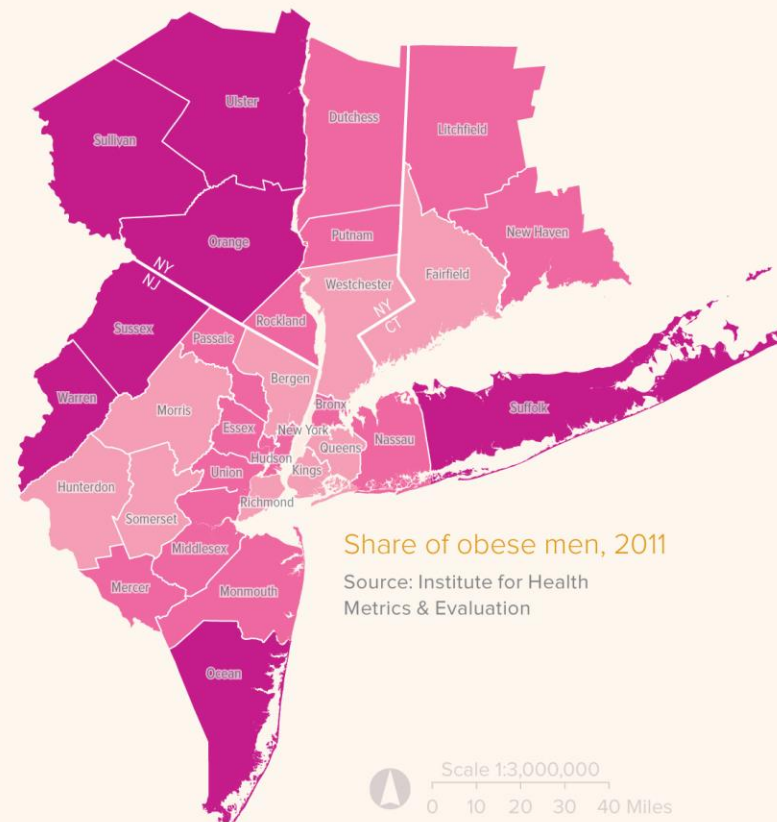 Ulster
Dutchess
Litchfield
Sullivan
Putnam
New Haven
Orange
Fairfield
Westchester
NY
NJ
NY
CT
Rockland
Sussex
Passaic
Bergen
Warren
Morris
Bronx
Suffolk
Essex
New York
Nassau
Queens
Hudson
Kings
Union
Hunterdon
Richmond
Somerset
Middlesex
Mercer
Monmouth
Ocean
Share of obese men, 2011
Source: Institute for Health
Metrics & Evaluation
Scale 1:3,000,000
0 10 20 30 40 Miles